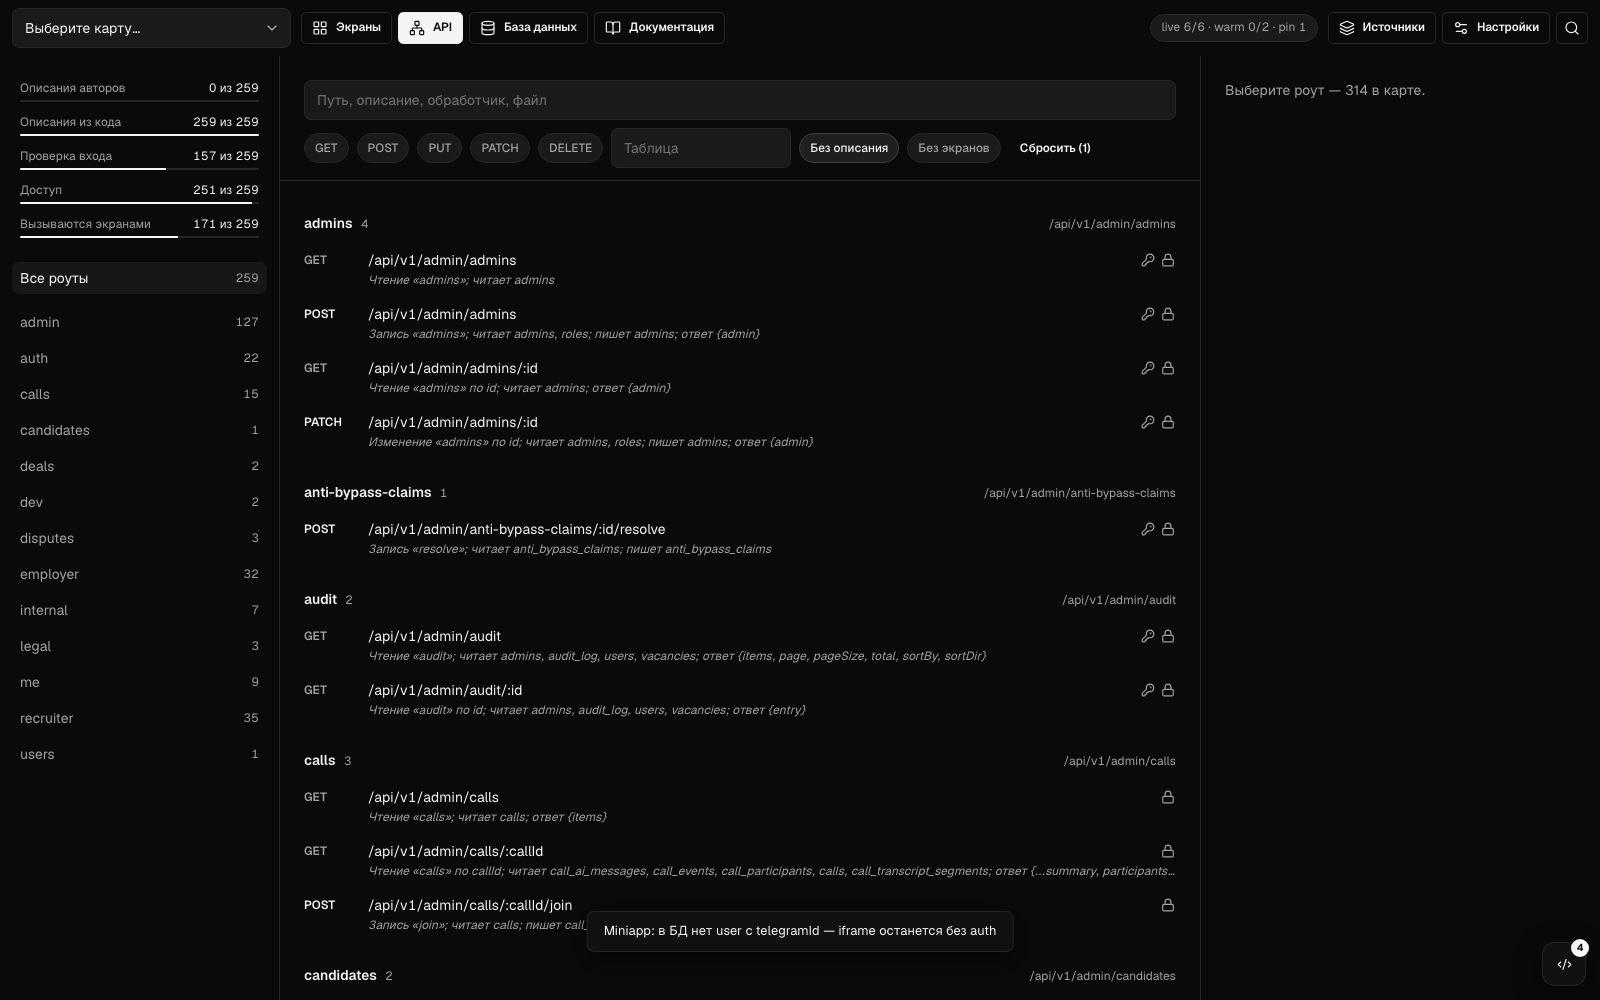 Выберите карту…
Экраны
API
База данных
Документация
live 6/6 · warm 0/2 · pin 1
Источники
Настройки
Описания авторов 0 из 259
Описания из кода 259 из 259
Проверка входа 157 из 259
Доступ 251 из 259
Вызываются экранами 171 из 259
Все роуты 259
admin 127
auth 22
calls 15
candidates 1
deals 2
dev 2
disputes 3
employer 32
internal 7
legal 3
me 9
recruiter 35
users 1
Путь, описание, обработчик, файл
GET POST PUT PATCH DELETE Таблица Без описания Без экранов Сбросить (1)
admins 4 /api/v1/admin/admins
GET /api/v1/admin/admins
Чтение «admins»; читает admins
POST /api/v1/admin/admins
Запись «admins»; читает admins, roles; пишет admins; ответ {admin}
GET /api/v1/admin/admins/:id
Чтение «admins» по id; читает admins; ответ {admin}
PATCH /api/v1/admin/admins/:id
Изменение «admins» по id; читает admins, roles; пишет admins; ответ {admin}
anti-bypass-claims 1 /api/v1/admin/anti-bypass-claims
POST /api/v1/admin/anti-bypass-claims/:id/resolve
Запись «resolve»; читает anti_bypass_claims; пишет anti_bypass_claims
audit 2 /api/v1/admin/audit
GET /api/v1/admin/audit
Чтение «audit»; читает admins, audit_log, users, vacancies; ответ {items, page, pageSize, total, sortBy, sortDir}
GET /api/v1/admin/audit/:id
Чтение «audit» по id; читает admins, audit_log, users, vacancies; ответ {entry}
calls 3 /api/v1/admin/calls
GET /api/v1/admin/calls
Чтение «calls»; читает calls; ответ {items}
GET /api/v1/admin/calls/:callId
Чтение «calls» по callId; читает call_ai_messages, call_events, call_participants, calls, call_transcript_segments; ответ {...summary, participants…
POST /api/v1/admin/calls/:callId/join
Запись «join»; читает calls; пишет call_
Miniapp: в БД нет user с telegramId — iframe останется без auth
candidates 2 /api/v1/admin/candidates
Выберите роут — 314 в карте.
4